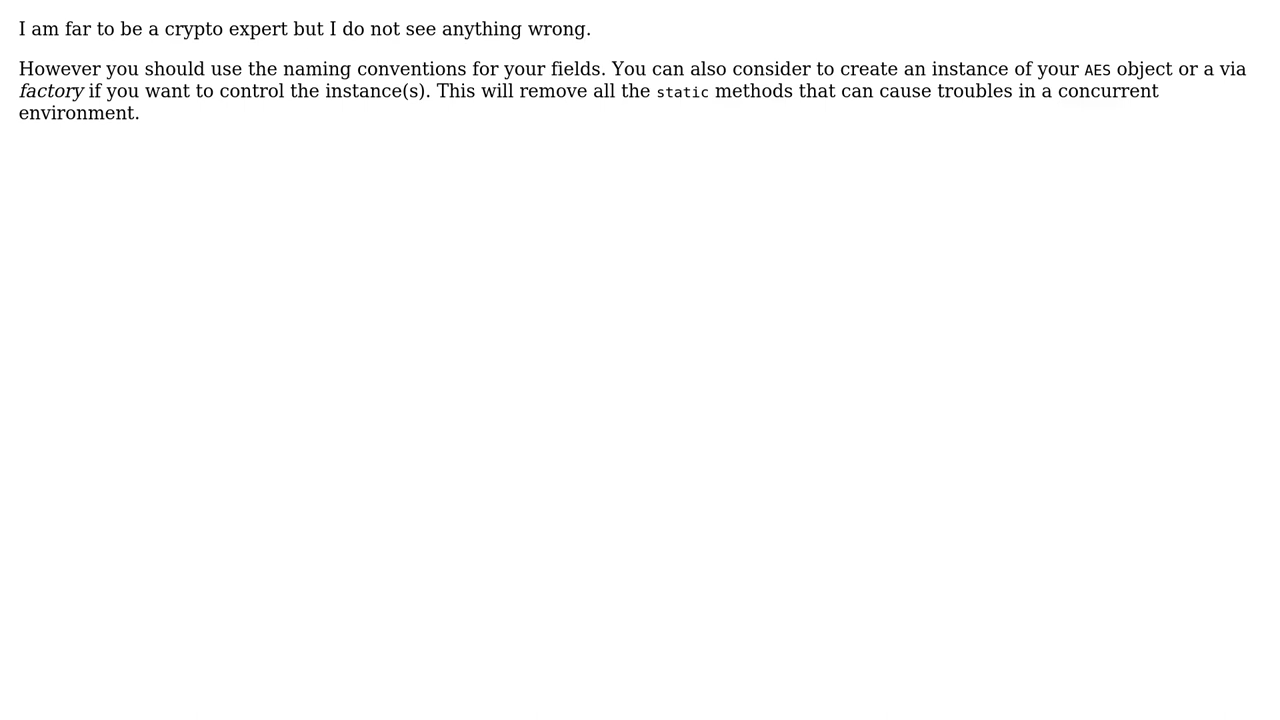 I am far to be a crypto expert but I do not see anything wrong.
However you should use the naming conventions for your fields. You can also consider to create an instance of your AES object or a via
factory if you want to control the instance(s). This will remove all the static methods that can cause troubles in a concurrent
environment.